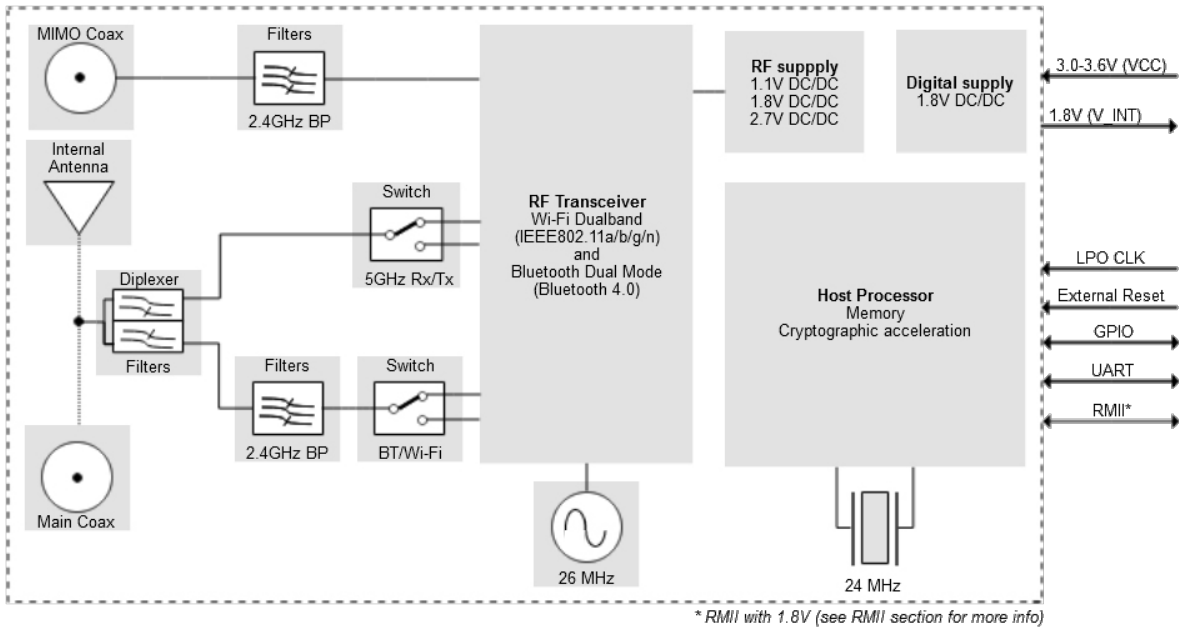 MIMO Coax
Filters
2.4GHz BP
Internal
Antenna
Switch
5GHz Rx/Tx
Diplexer
Filters
Filters
2.4GHz BP
Switch
BT/Wi-Fi
Main Coax
RF Transceiver
Wi-Fi Dualband
(IEEE802.11a/b/g/n)
and
Bluetooth Dual Mode
(Bluetooth 4.0)
26 MHz
RF suppply
1.1V DC/DC
1.8V DC/DC
2.7V DC/DC
Digital supply
1.8V DC/DC
Host Processor
Memory
Cryptographic acceleration
24 MHz
3.0-3.6V (VCC)
1.8V (V_INT)
LPO CLK
External Reset
GPIO
UART
RMII*
* RMII with 1.8V (see RMII section for more info)